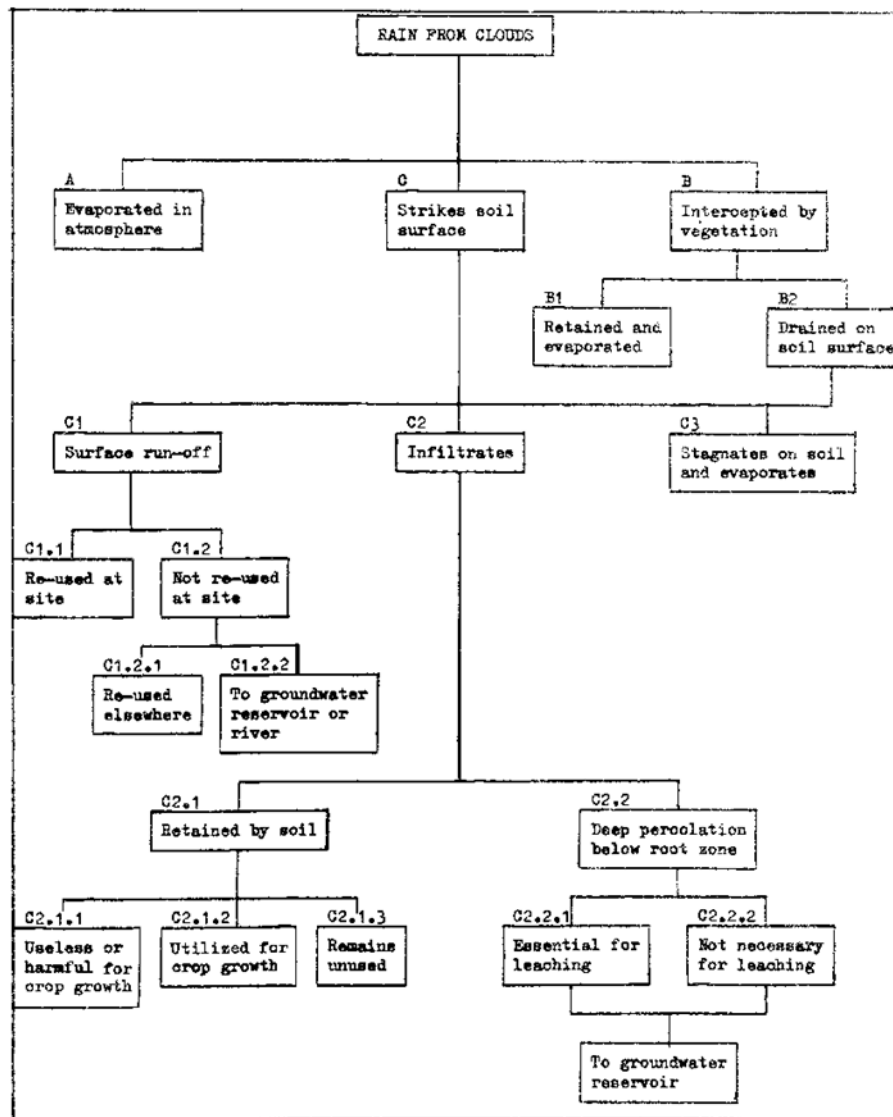 RAIN FROM CLOUDS
A
Evaporated in
atmosphere
C
Strikes soil
surface
B
Intercepted by
vegetation
B1
Retained and
evaporated
B2
Drained on
soil surface
C1
Surface run-off
C2
Infiltrates
C3
Stagnates on soil
and evaporates
C1.1
Re-used at
site
C1.2
Not re-used
at site
C1.2.1
Re-used
elsewhere
C1.2.2
To groundwater
reservoir or
river
C2.1
Retained by soil
C2.2
Deep percolation
below root zone
C2.1.1
Useless or
harmful for
crop growth
C2.1.2
Utilized for
crop growth
C2.1.3
Remains
unused
C2.2.1
Essential for
leaching
C2.2.2
Not necessary
for leaching
To groundwater
reservoir